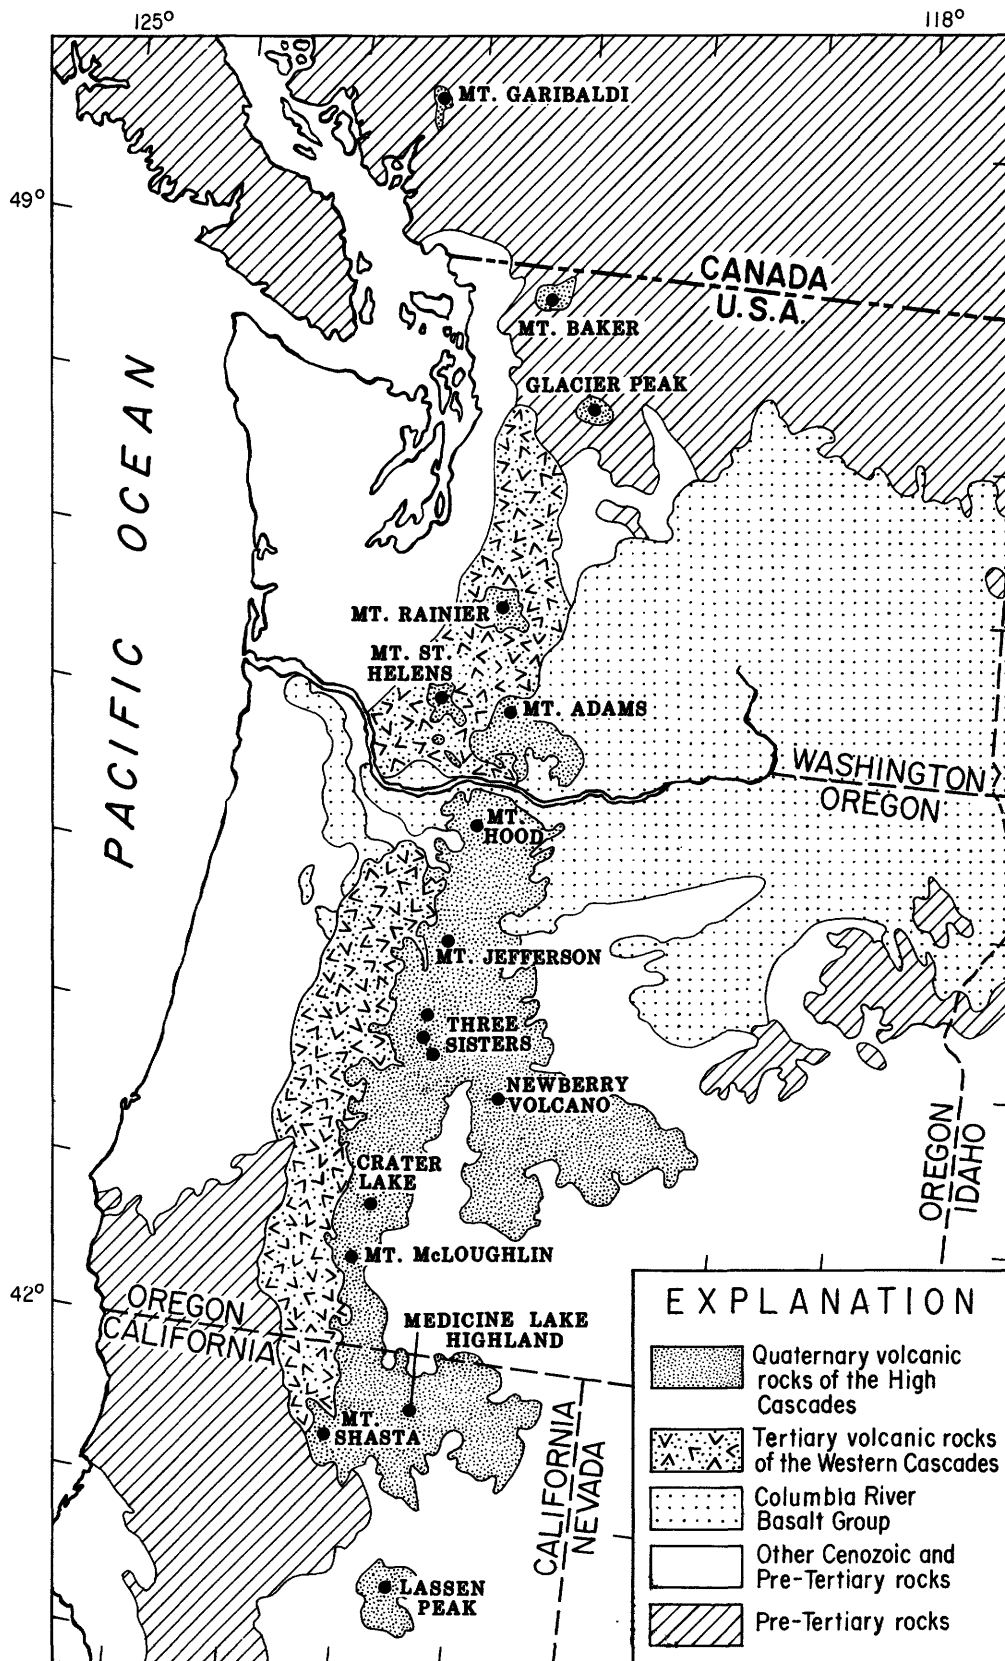 125°
118°
MT. GARIBALDI
49°
CANADA
U.S.A.
MT. BAKER
GLACIER PEAK
PACIFIC OCEAN
MT. RAINIER
MT. ST.
HELENS
MT. ADAMS
WASHINGTON
OREGON
MT.
HOOD
MT. JEFFERSON
THREE
SISTERS
NEWBERRY
VOLCANO
OREGON
IDAHO
CRATER
LAKE
MT. McLOUGHLIN
42°
OREGON
CALIFORNIA
MEDICINE LAKE
HIGHLAND
MT.
SHASTA
CALIFORNIA
NEVADA
LASSEN
PEAK
EXPLANATION
Quaternary volcanic
rocks of the High
Cascades
Tertiary volcanic rocks
of the Western Cascades
Columbia River
Basalt Group
Other Cenozoic and
Pre-Tertiary rocks
Pre-Tertiary rocks